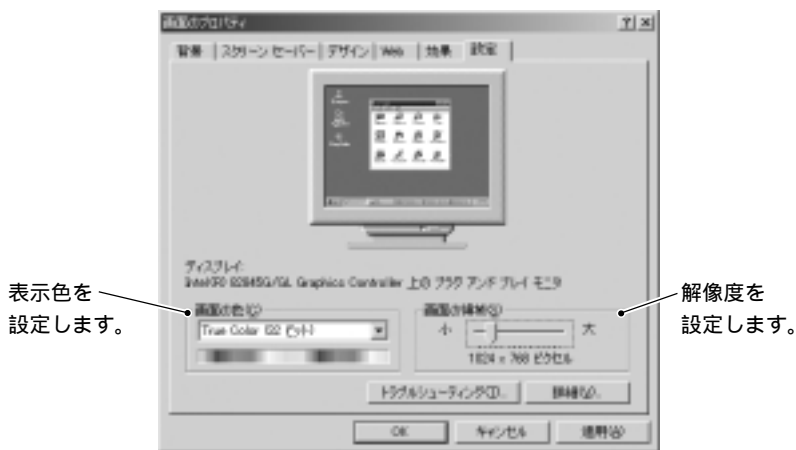 画面のプロパティ
背景 スクリーン セーバー デザイン Web 効果 設定
ディスプレイ:
Intel(R) 82845G/GL Graphics Controller 上の プラグ アンド プレイ モニタ
表示色を
設定します。
画面の色(C)
True Color (32 ビット)
画面の領域(S)
小 大
1024 x 768 ピクセル
解像度を
設定します。
トラブルシューティング(T)...
詳細(V)...
OK キャンセル 適用(A)